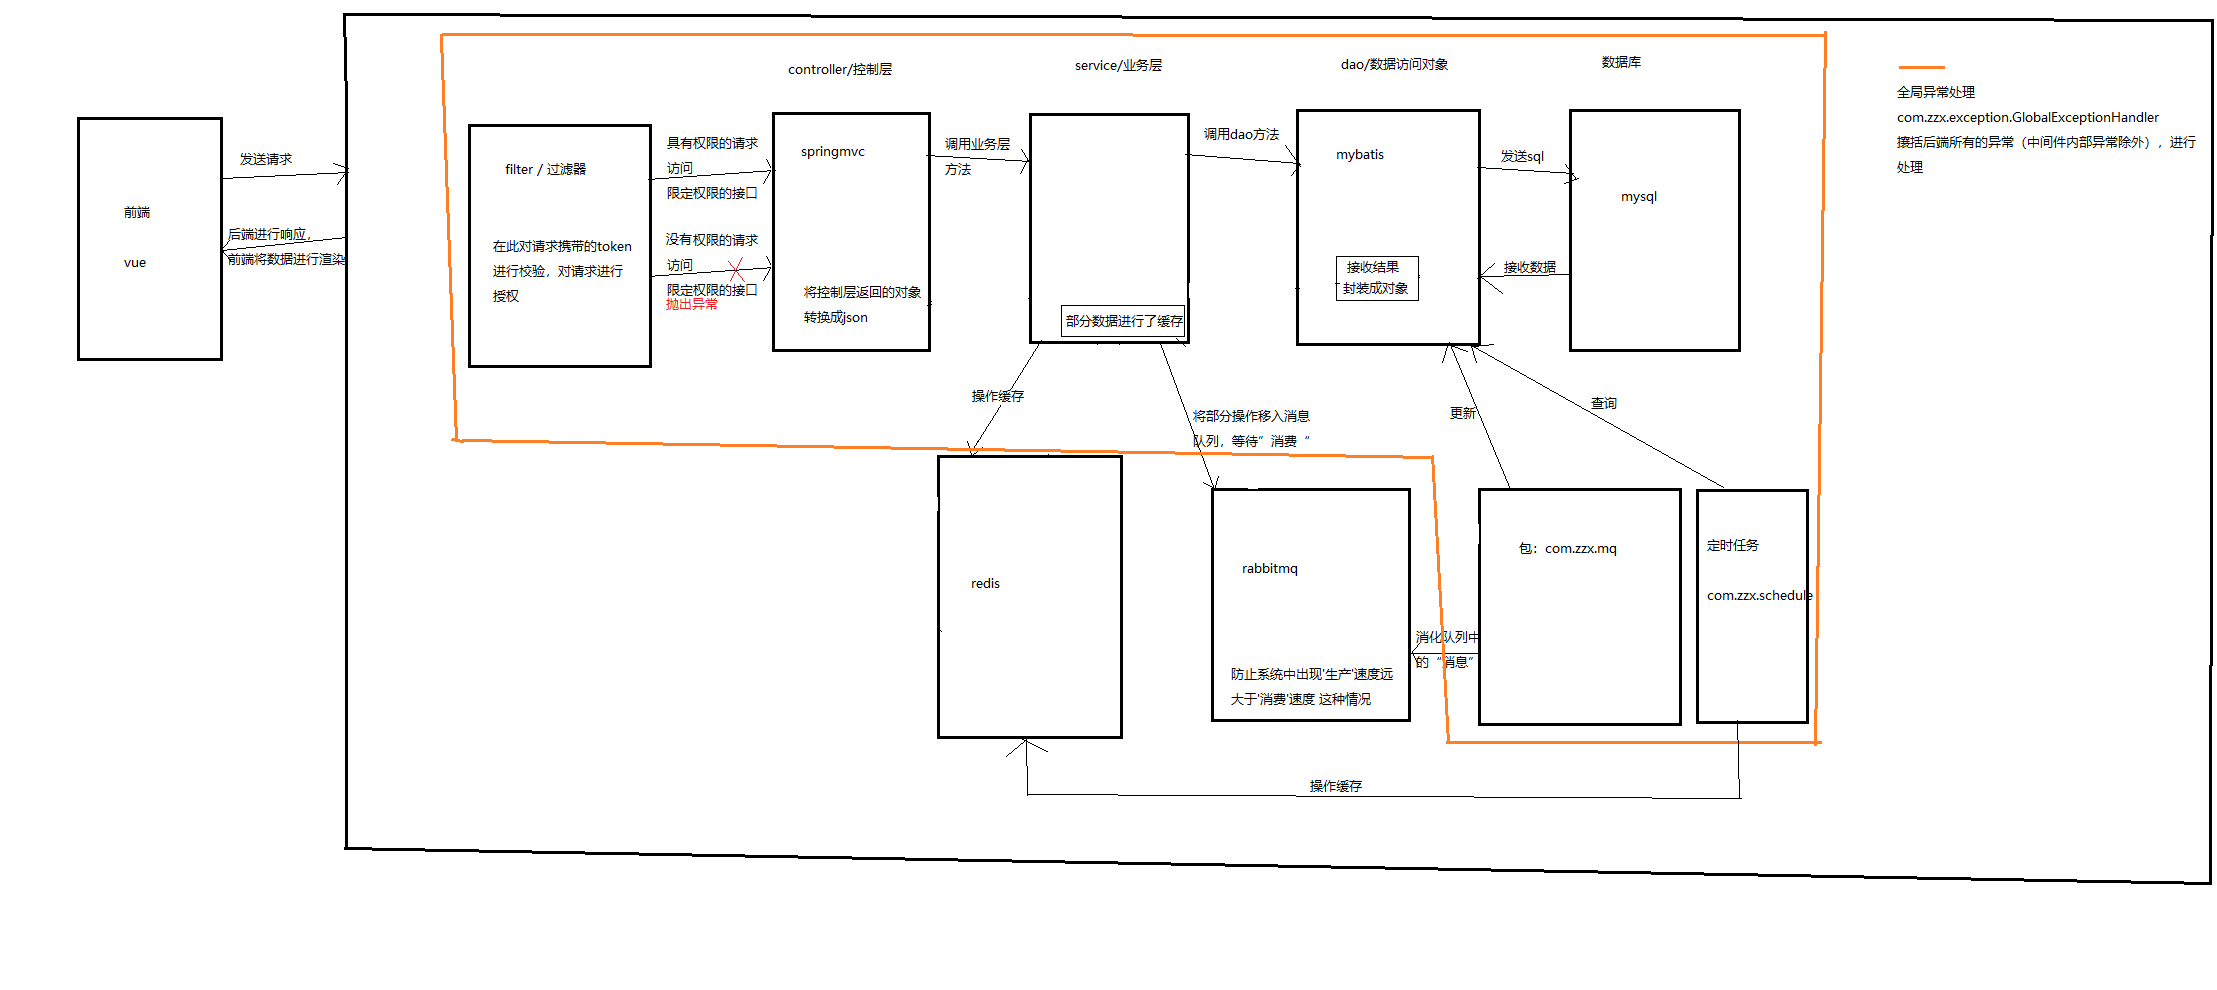 controller/控制层
service/业务层
dao/数据访问对象
数据库
全局异常处理
com.zzx.exception.GlobalExceptionHandler
擓括后端所有的异常（中间件内部异常除外），进行
处理
发送请求
前端
vue
后端进行响应，
前端将数据进行渲染
filter / 过滤器
在此对请求携带的token
进行校验，对请求进行
授权
具有权限的请求
访问
限定权限的接口
没有权限的请求
访问
限定权限的接口
抛出异常
springmvc
将控制层返回的对象
转换成json
调用业务层
方法
部分数据进行了缓存
调用dao方法
mybatis
接收结果
封装成对象
发送sql
接收数据
mysql
操作缓存
将部分操作移入消息
队列，等待”消费“
更新
查询
redis
rabbitmq
防止系统中出现'生产'速度远
大于'消费'速度 这种情况
消化队列中
的“消息”
包：com.zzx.mq
定时任务
com.zzx.schedule
操作缓存